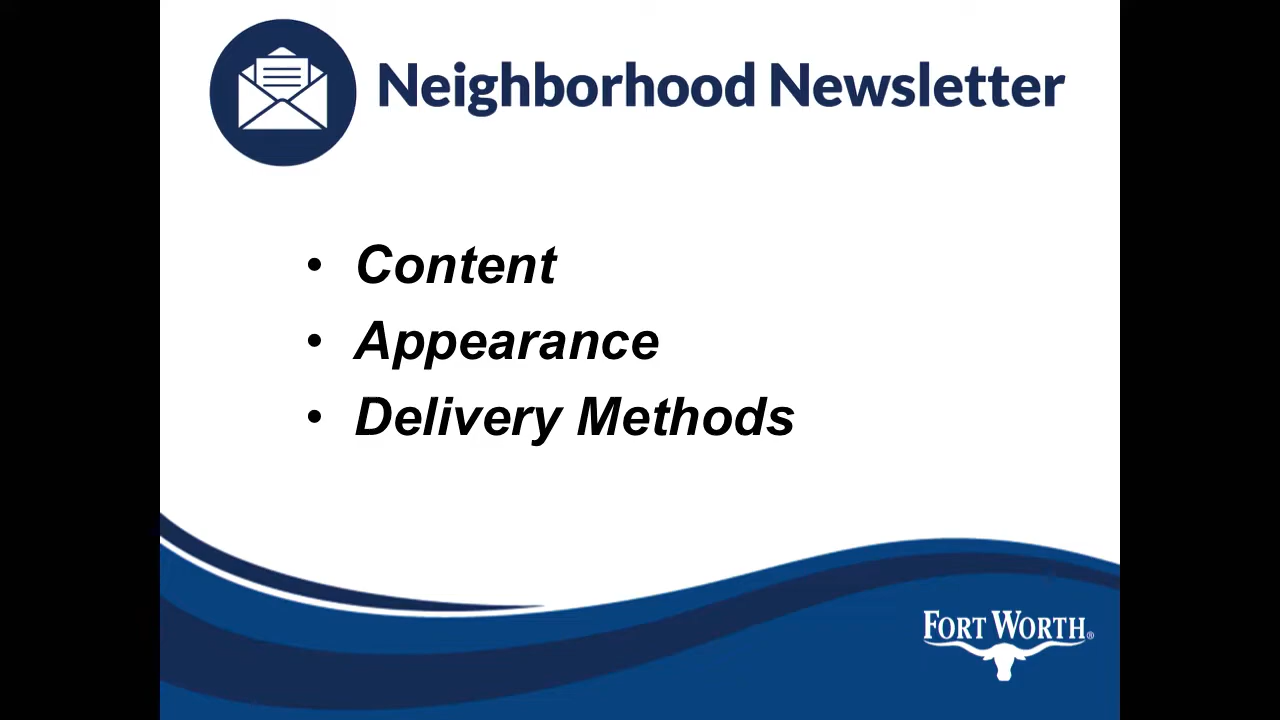 Neighborhood Newsletter
• Content
• Appearance
• Delivery Methods
FORT WORTH®